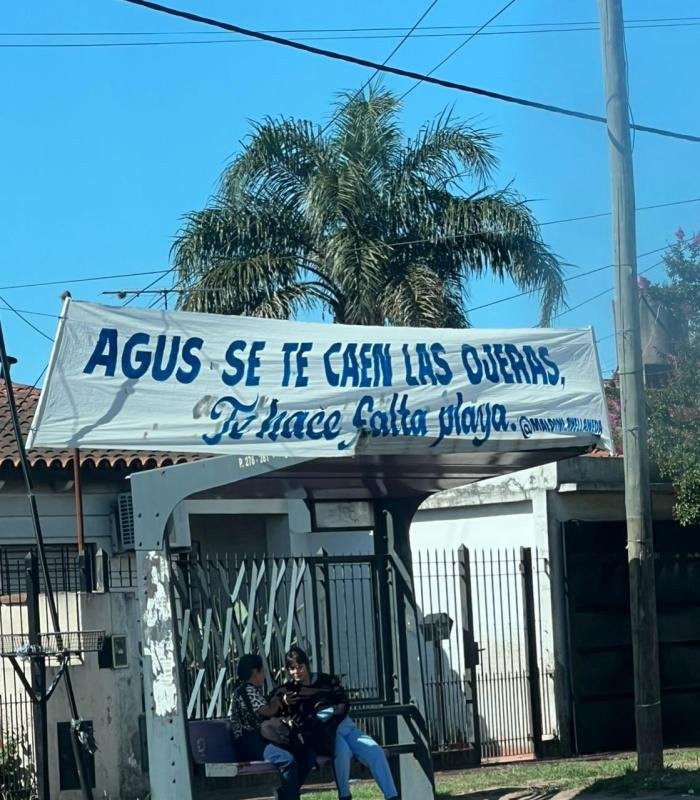 AGUS SE TE CAEN LAS OJERAS,
Te hace falta playa.